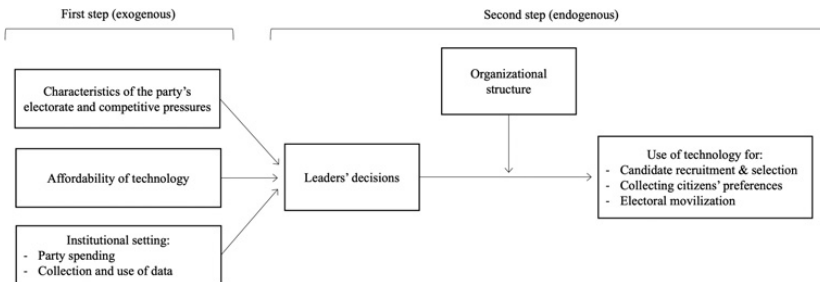 First step (exogenous)
Second step (endogenous)
Characteristics of the party's
electorate and competitive pressures
Organizational
structure
Affordability of technology
Leaders' decisions
Use of technology for:
- Candidate recruitment & selection
- Collecting citizens' preferences
- Electoral movilization
Institutional setting:
- Party spending
- Collection and use of data